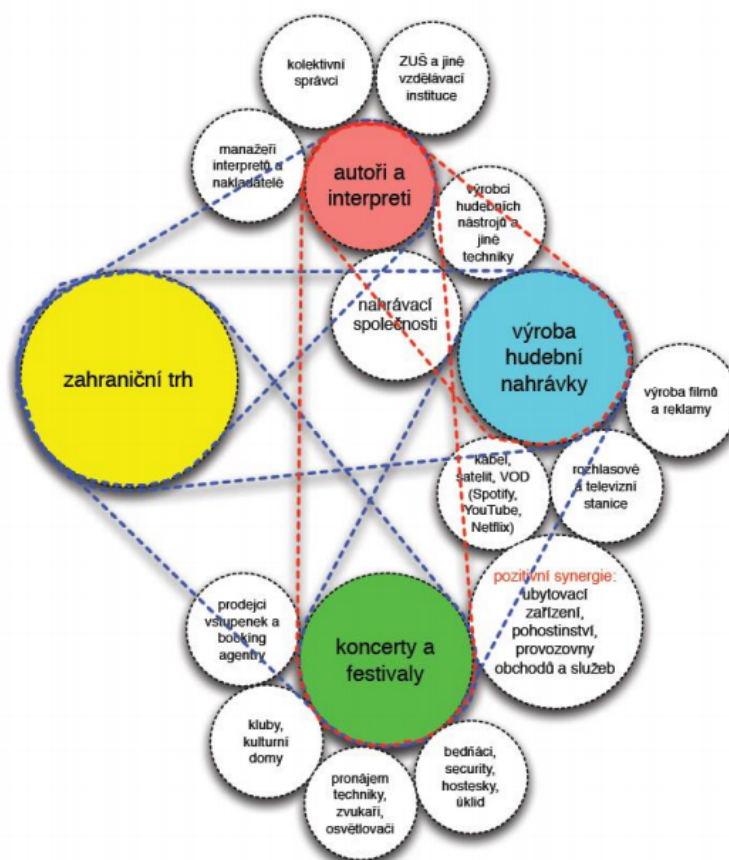 kolektivní
správci
ZUŠ a jiné
vzdělávací
instituce
manažeři
interpretů a
nakladatelé
autoři a
interpreti
výrobci
hudebních
nástrojů a
jiné
techniky
nahrávací
společnosti
zahraniční trh
výroba
hudební
nahrávky
výroba filmů
a reklamy
kabel,
satelit, VOD
(Spotify,
YouTube,
Netflix)
rozhlasové
a televizní
stanice
pozitivní synergie:
ubytovací
zařízení,
pohostinství,
provozovny
obchodů a služeb
prodejci
vstupenek a
booking
agentry
koncerty a
festivaly
kluby,
kulturní
domy
pronájem
techniky,
zvukaři,
osvětlovači
bedňáci,
security,
hostesky,
úklid